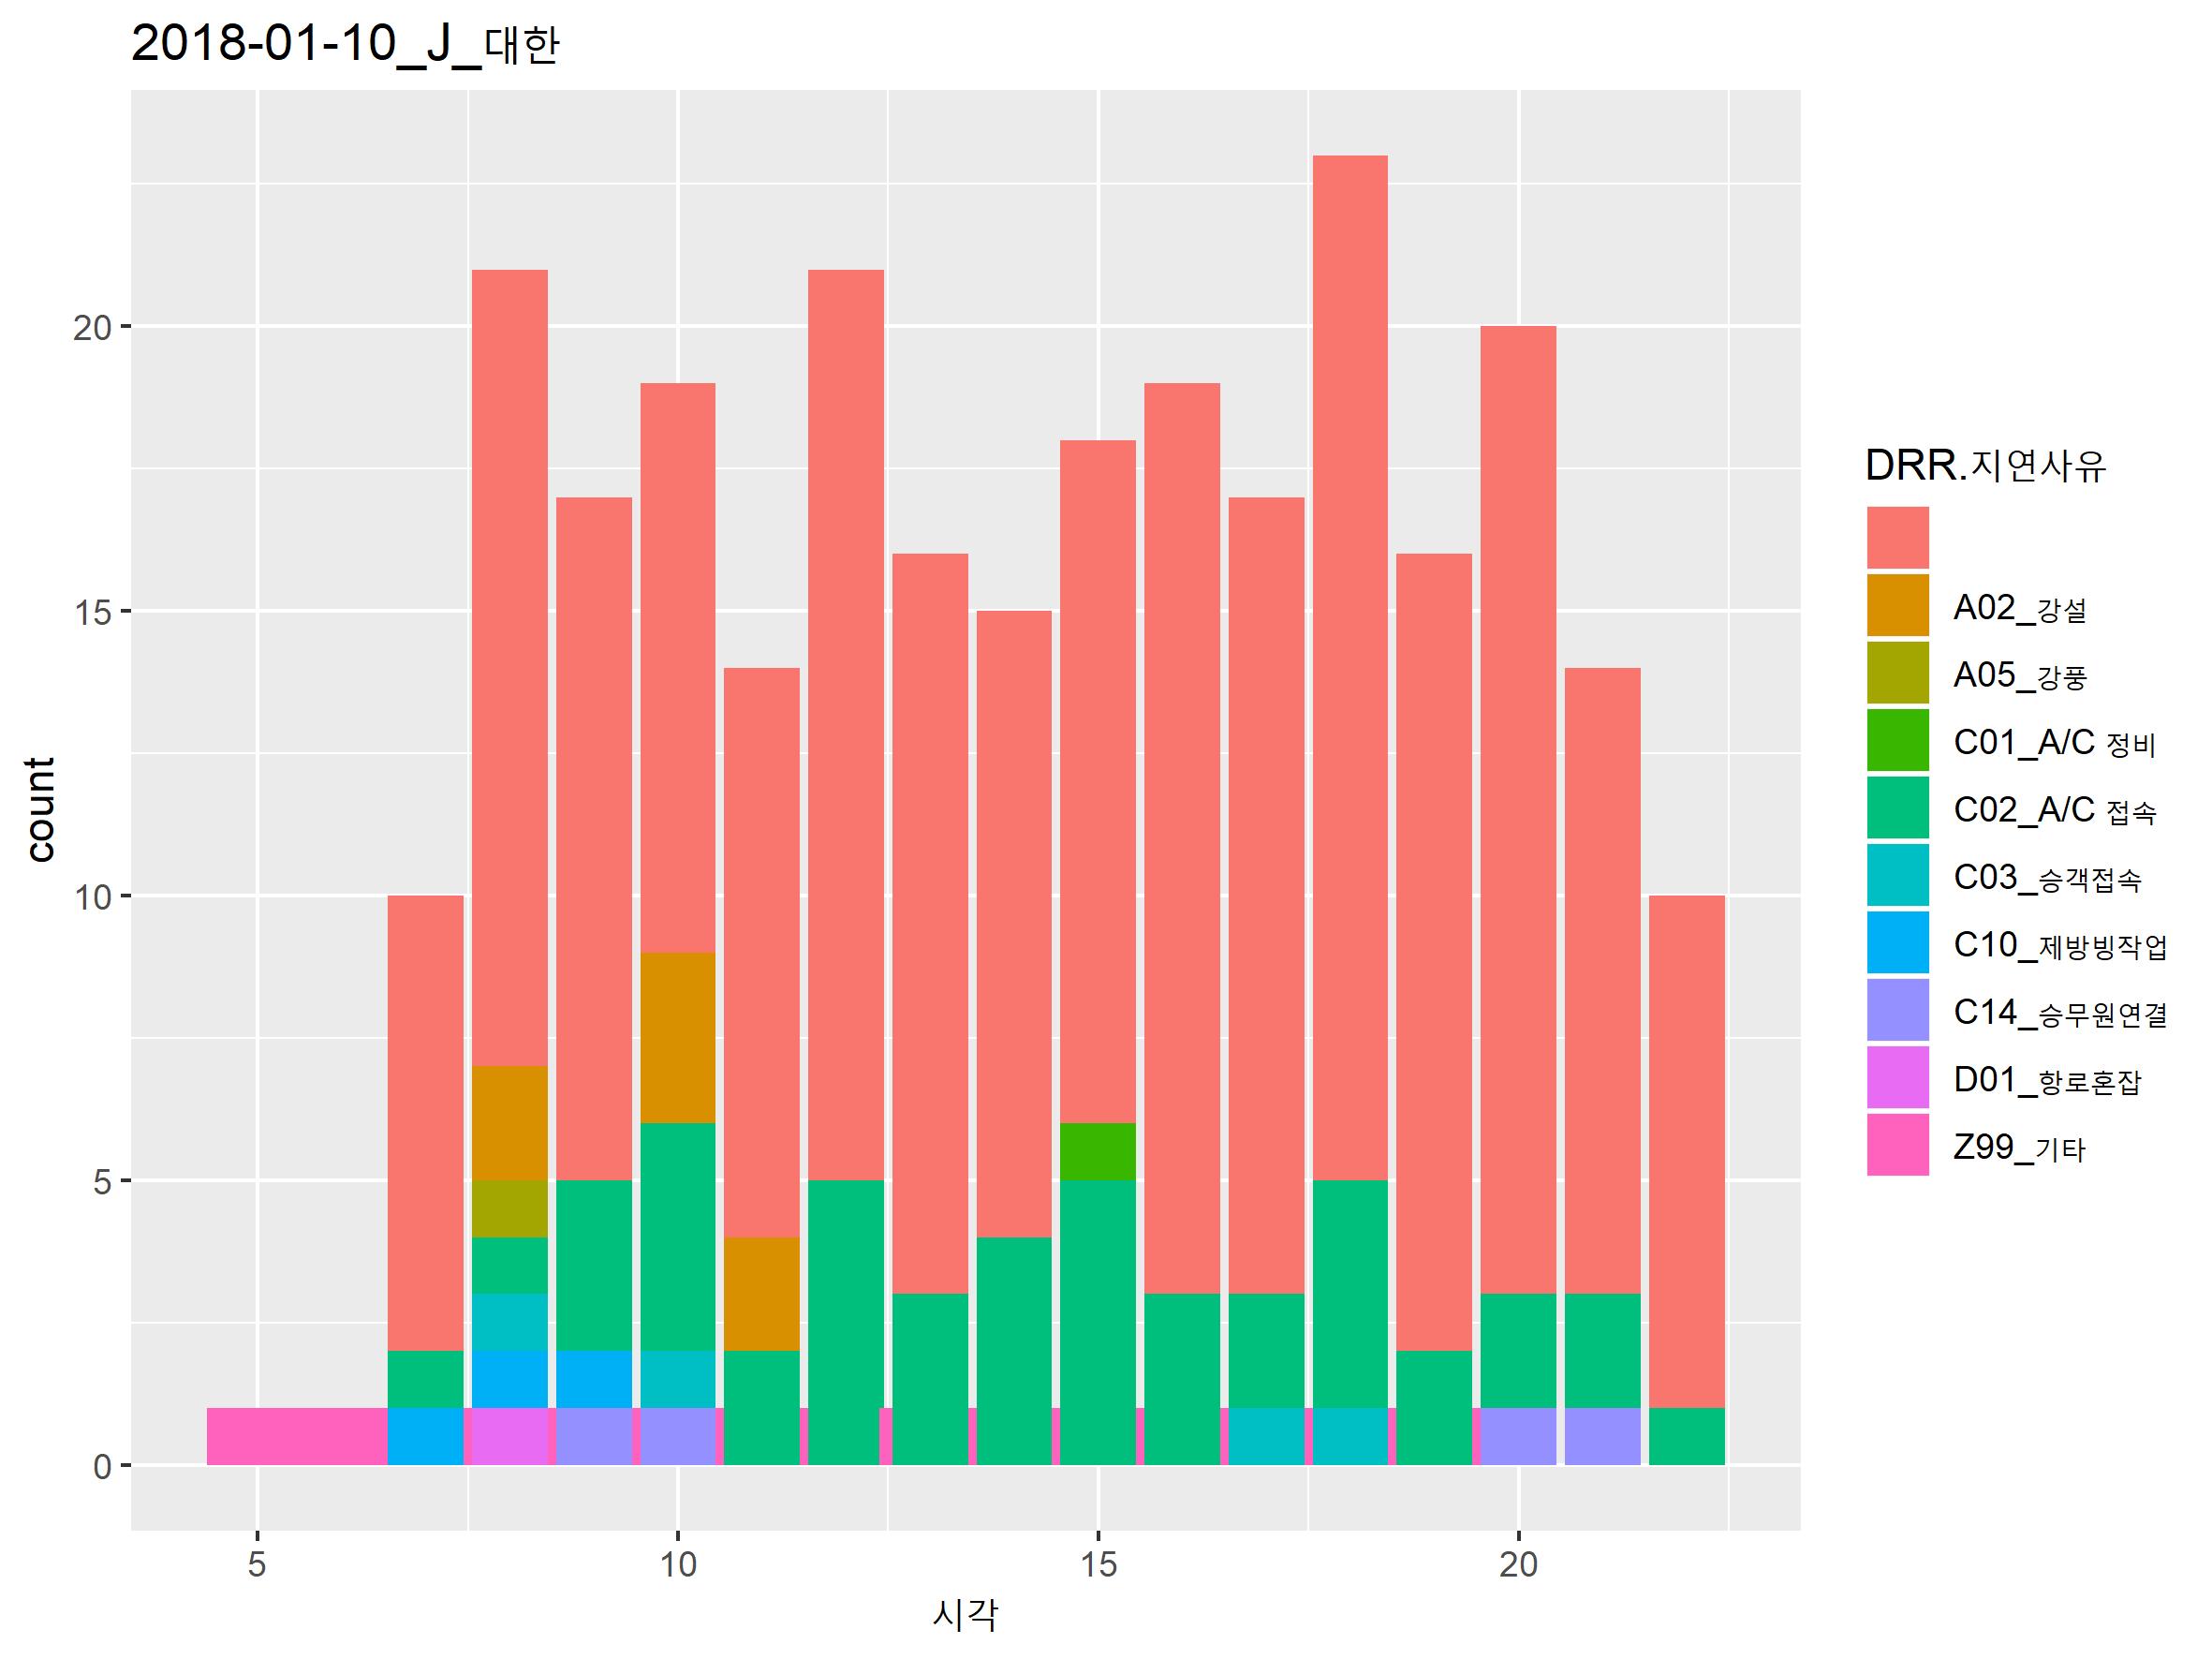 2018-01-10_J_대한
count
20
15
10
5
0
5 10 15 20
시각
DRR.지연사유
A02_강설
A05_강풍
C01_A/C 정비
C02_A/C 접속
C03_승객접속
C10_제방빙작업
C14_승무원연결
D01_항로혼잡
Z99_기타